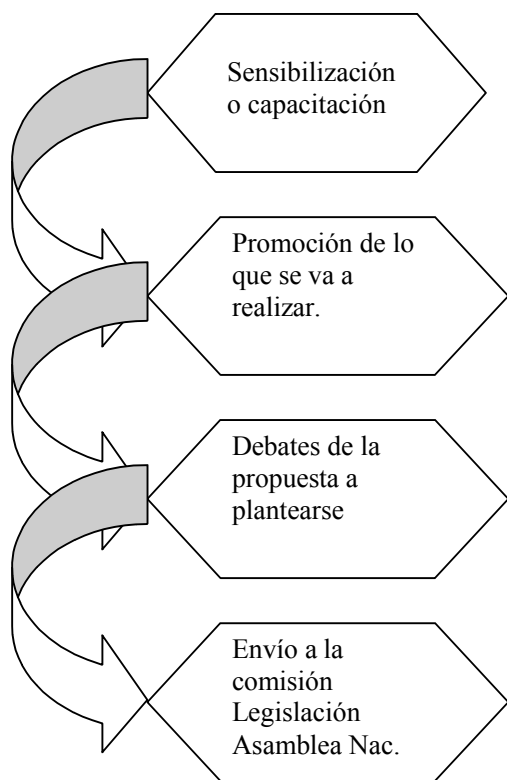 Sensibilización
o capacitación
Promoción de lo
que se va a
realizar.
Debates de la
propuesta a
plantearse
Envío a la
comisión
Legislación
Asamblea Nac.